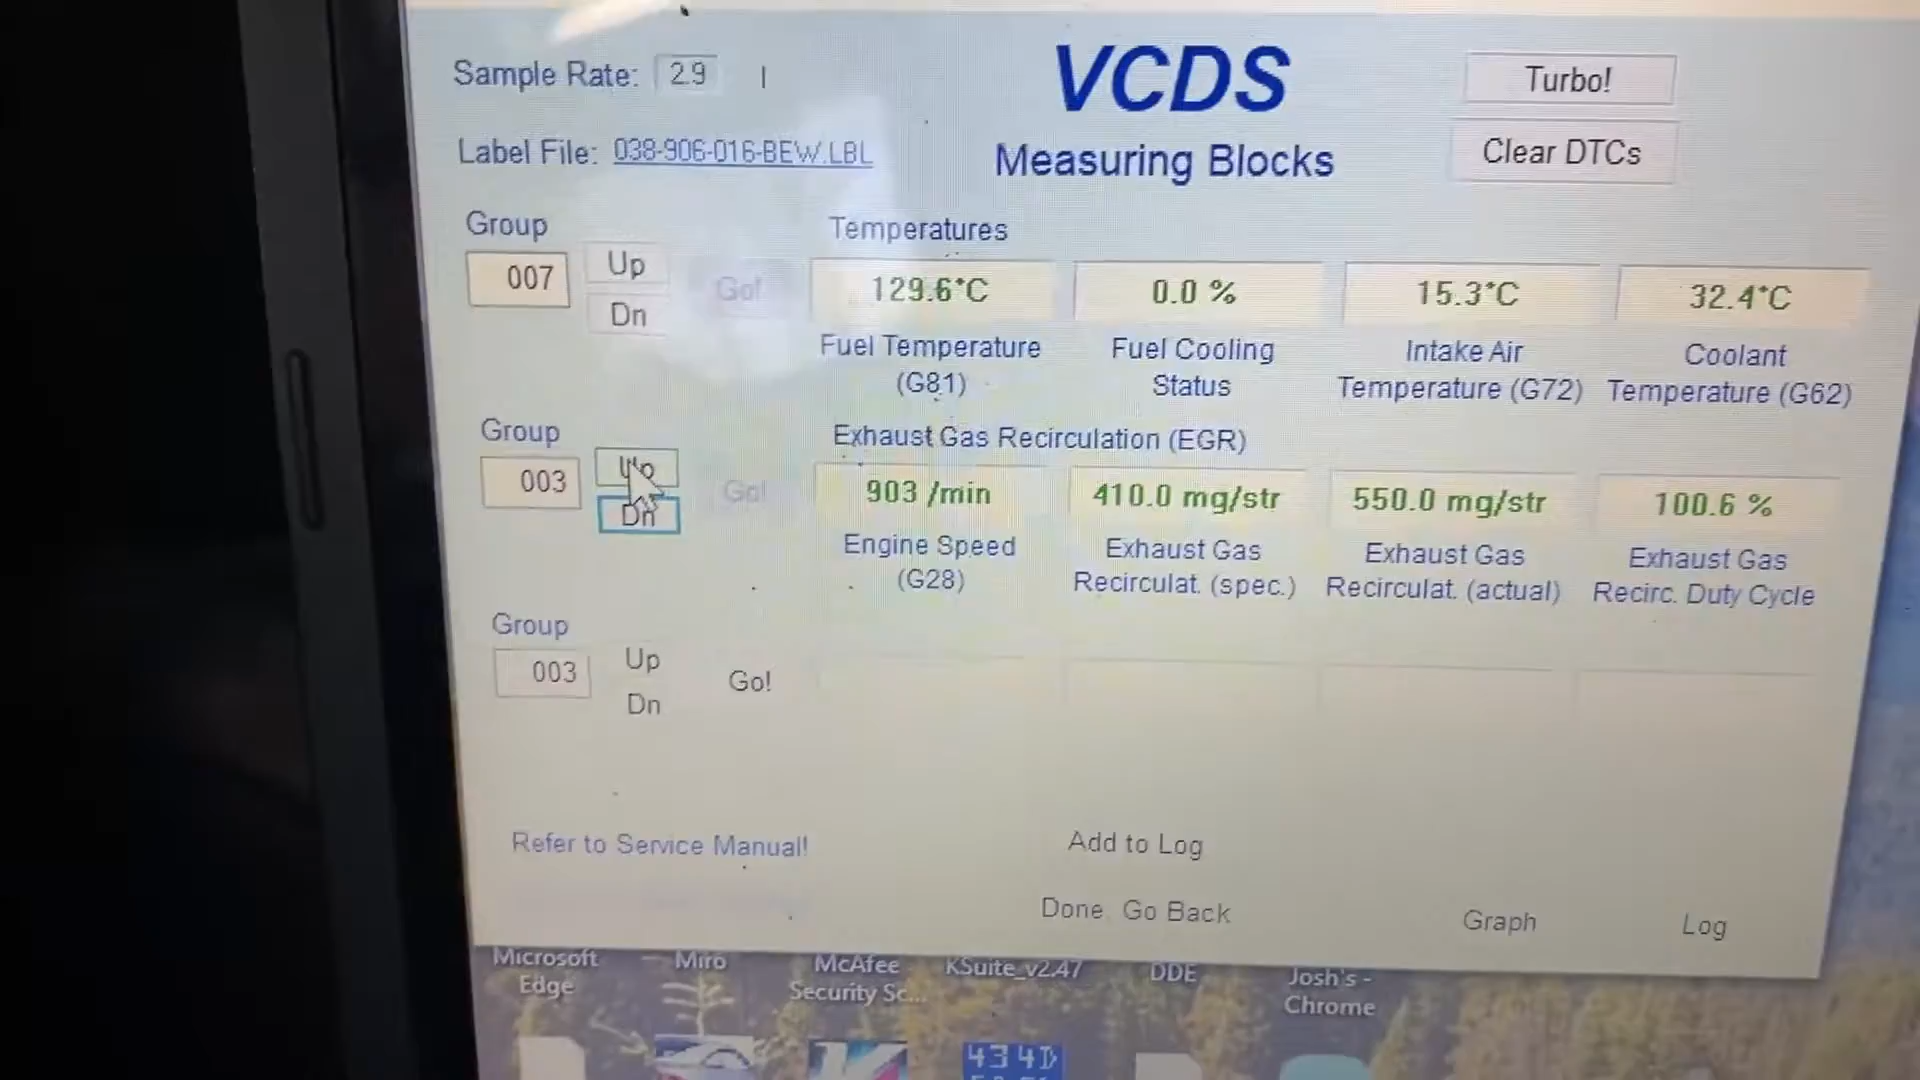 Sample Rate: 2.9
VCDS
Turbo!
Label File: 038-906-016-BEW.LBL
Measuring Blocks
Clear DTCs
Group
Temperatures
007
Up
Dn
Go!
129.6°C
0.0 %
15.3°C
32.4°C
Fuel Temperature
(G81)
Fuel Cooling
Status
Intake Air
Temperature (G72)
Coolant
Temperature (G62)
Group
Exhaust Gas Recirculation (EGR)
003
Up
Dn
Go!
903 /min
410.0 mg/str
550.0 mg/str
100.6 %
Engine Speed
(G28)
Exhaust Gas
Recirculat. (spec.)
Exhaust Gas
Recirculat. (actual)
Exhaust Gas
Recirc. Duty Cycle
Group
003
Up
Dn
Go!
Refer to Service Manual!
Add to Log
Done, Go Back
Graph
Log
Microsoft
Edge
Miro
McAfee
Security Sc...
KSuite_v2.47
DDE
Josh's -
Chrome